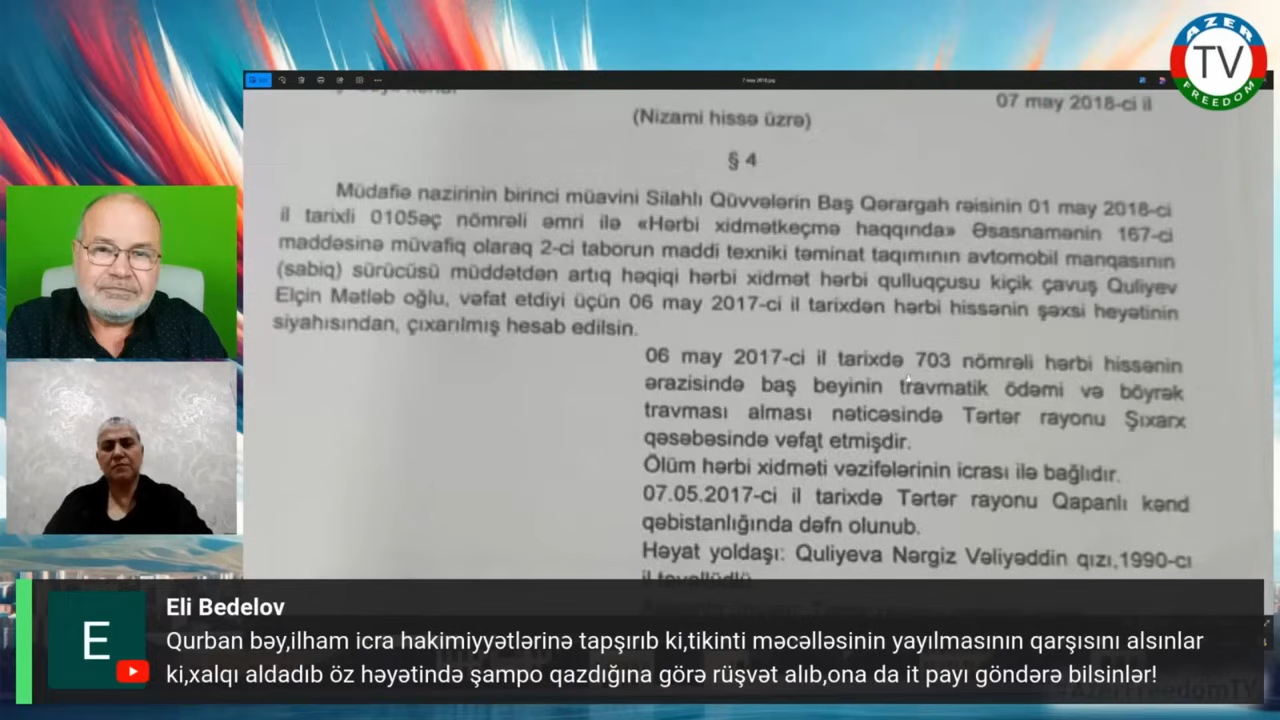 AZER
TV
FREEDOM
07 may 2018-ci il
(Nizami hissə üzrə)
§ 4
Müdafiə nazirinin birinci müavini Silahlı Qüvvələrin Baş Qərargah rəisinin 01 may 2018-ci
il tarixli 0105əç nömrəli əmri ilə «Hərbi xidmətkeçmə haqqında» Əsasnamənin 167-ci
maddəsinə müvafiq olaraq 2-ci taborun maddi texniki təminat taqımının avtomobil manqasının
(sabiq) sürücüsü müddətdən artıq həqiqi hərbi xidmət hərbi qulluqçusu kiçik çavuş Quliyev
Elçin Mətləb oğlu, vəfat etdiyi üçün 06 may 2017-ci il tarixdən hərbi hissənin şəxsi heyətinin
siyahısından, çıxarılmış hesab edilsin.
06 may 2017-ci il tarixdə 703 nömrəli hərbi hissənin
ərazisində baş beyinin travmatik ödəmi və böyrək
travması alması nəticəsində Tərtər rayonu Şıxarx
qəsəbəsində vəfat etmişdir.
Ölüm hərbi xidməti vəzifələrinin icrası ilə bağlıdır.
07.05.2017-ci il tarixdə Tərtər rayonu Qapanlı kənd
qəbistanlığında dəfn olunub.
Həyat yoldaşı: Quliyeva Nərgiz Vəliyəddin qızı,1990-cı
il təvəllüdlü
E
Eli Bedelov
Qurban bəy,ilham icra hakimiyyətlərinə tapşırıb ki,tikinti məcəlləsinin yayılmasının qarşısını alsınlar
ki,xalqı aldadıb öz həyətində şampo qazdığına görə rüşvət alıb,ona da it payı göndərə bilsinlər!